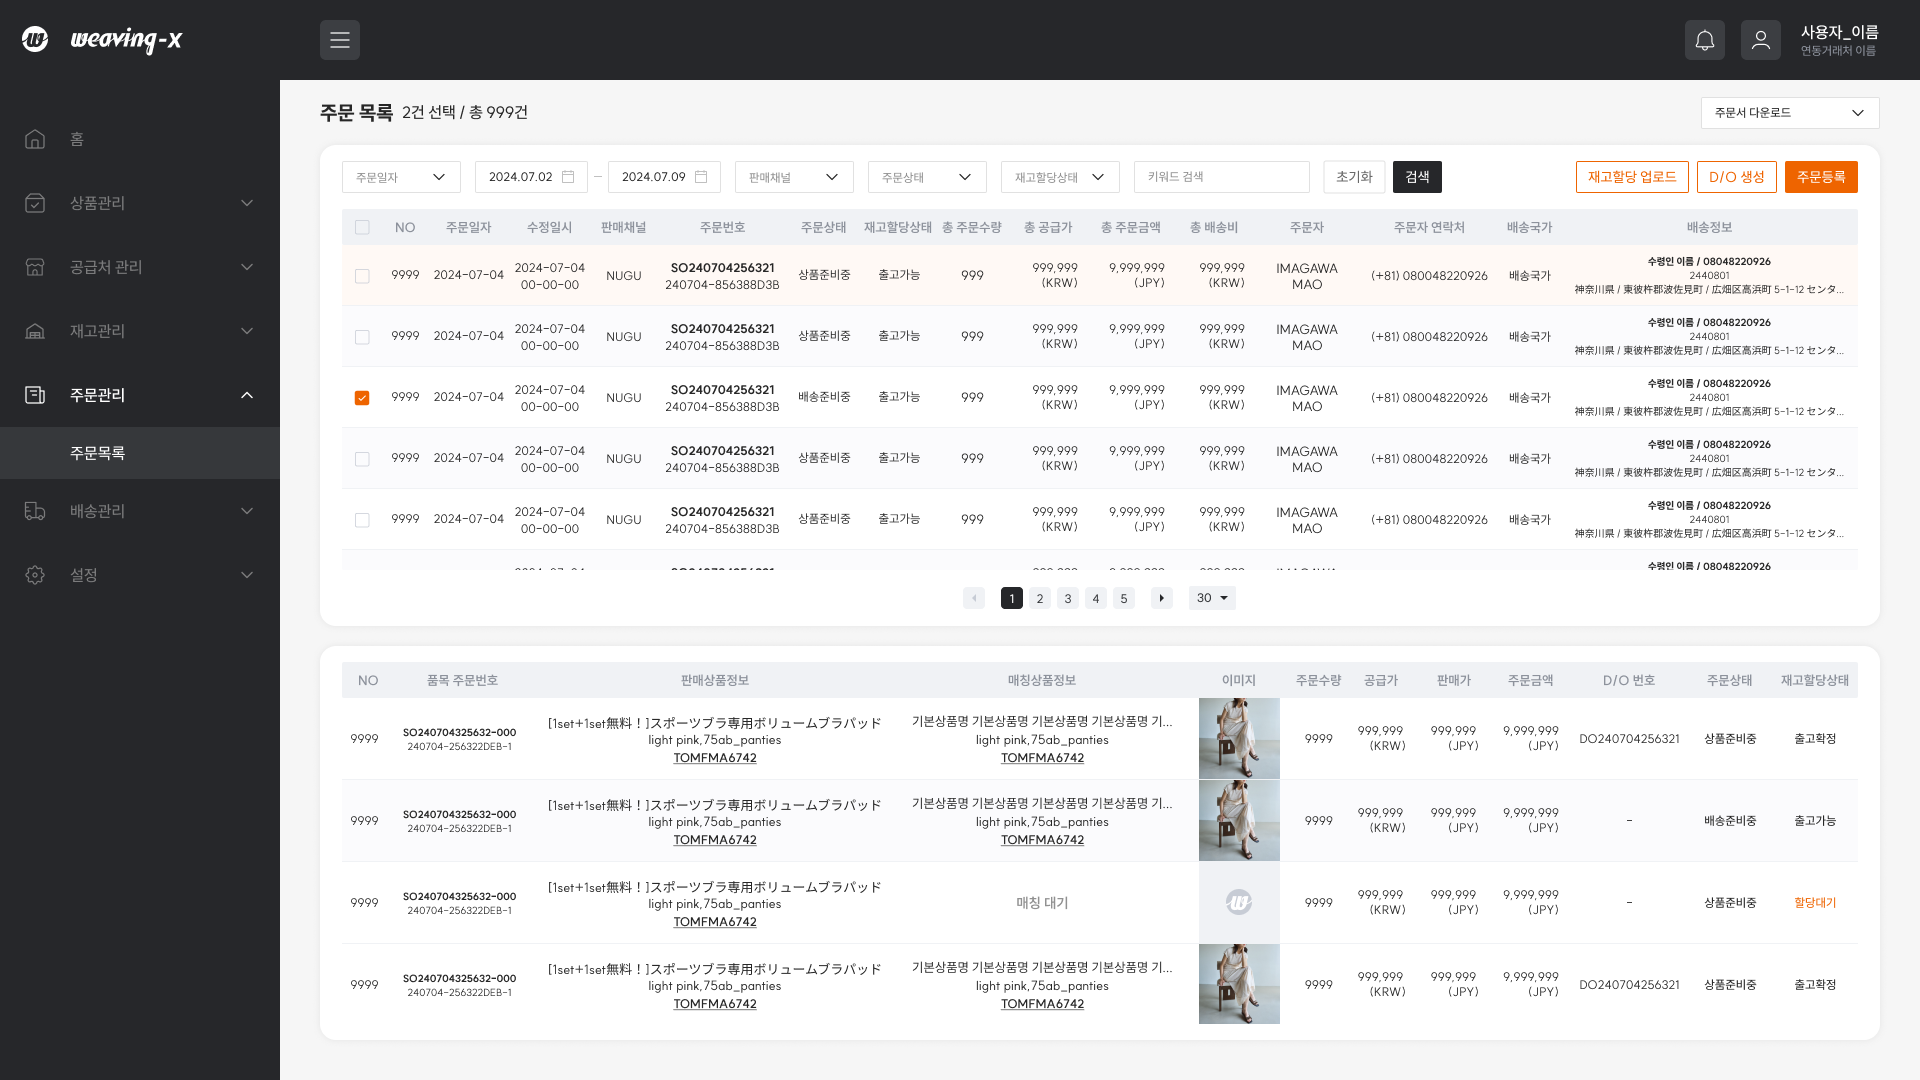 weaving-x
사용자_이름
연동거래처 이름
홈
상품관리
공급처 관리
재고관리
주문관리
주문목록
배송관리
설정
주문 목록 2건 선택 / 총 999건
주문서 다운로드
주문일자 2024.07.02 – 2024.07.09 판매채널 주문상태 재고할당상태 키워드 검색 초기화 검색 재고할당 업로드 D/O 생성 주문등록
NO 주문일자 수정일시 판매채널 주문번호 주문상태 재고할당상태 총 주문수량 총 공급가 총 주문금액 총 배송비 주문자 주문자 연락처 배송국가 배송정보
9999 2024-07-04 2024-07-04 00-00-00 NUGU SO240704256321 240704-856388D3B 상품준비중 출고가능 999 999,999 (KRW) 9,999,999 (JPY) 999,999 (KRW) IMAGAWA MAO (+81) 080048220926 배송국가 수령인 이름 / 08048220926 2440801 神奈川県 / 東彼杵郡波佐見町 / 広畑区高浜町 5-1-12 センタ...
9999 2024-07-04 2024-07-04 00-00-00 NUGU SO240704256321 240704-856388D3B 상품준비중 출고가능 999 999,999 (KRW) 9,999,999 (JPY) 999,999 (KRW) IMAGAWA MAO (+81) 080048220926 배송국가 수령인 이름 / 08048220926 2440801 神奈川県 / 東彼杵郡波佐見町 / 広畑区高浜町 5-1-12 センタ...
9999 2024-07-04 2024-07-04 00-00-00 NUGU SO240704256321 240704-856388D3B 배송준비중 출고가능 999 999,999 (KRW) 9,999,999 (JPY) 999,999 (KRW) IMAGAWA MAO (+81) 080048220926 배송국가 수령인 이름 / 08048220926 2440801 神奈川県 / 東彼杵郡波佐見町 / 広畑区高浜町 5-1-12 センタ...
9999 2024-07-04 2024-07-04 00-00-00 NUGU SO240704256321 240704-856388D3B 상품준비중 출고가능 999 999,999 (KRW) 9,999,999 (JPY) 999,999 (KRW) IMAGAWA MAO (+81) 080048220926 배송국가 수령인 이름 / 08048220926 2440801 神奈川県 / 東彼杵郡波佐見町 / 広畑区高浜町 5-1-12 センタ...
9999 2024-07-04 2024-07-04 00-00-00 NUGU SO240704256321 240704-856388D3B 상품준비중 출고가능 999 999,999 (KRW) 9,999,999 (JPY) 999,999 (KRW) IMAGAWA MAO (+81) 080048220926 배송국가 수령인 이름 / 08048220926 2440801 神奈川県 / 東彼杵郡波佐見町 / 広畑区高浜町 5-1-12 センタ...
수령인 이름 / 08048220926
1 2 3 4 5 30
NO 품목 주문번호 판매상품정보 매칭상품정보 이미지 주문수량 공급가 판매가 주문금액 D/O 번호 주문상태 재고할당상태
9999 SO240704325632-000 240704-256322DEB-1 [1set+1set無料！]スポーツブラ専用ボリュームブラパッド light pink,75ab_panties TOMFMA6742 기본상품명 기본상품명 기본상품명 기본상품명 기... light pink,75ab_panties TOMFMA6742 9999 999,999 (KRW) 999,999 (JPY) 9,999,999 (JPY) DO240704256321 상품준비중 출고확정
9999 SO240704325632-000 240704-256322DEB-1 [1set+1set無料！]スポーツブラ専用ボリュームブラパッド light pink,75ab_panties TOMFMA6742 기본상품명 기본상품명 기본상품명 기본상품명 기... light pink,75ab_panties TOMFMA6742 9999 999,999 (KRW) 999,999 (JPY) 9,999,999 (JPY) - 배송준비중 출고가능
9999 SO240704325632-000 240704-256322DEB-1 [1set+1set無料！]スポーツブラ専用ボリュームブラパッド light pink,75ab_panties TOMFMA6742 매칭 대기 9999 999,999 (KRW) 999,999 (JPY) 9,999,999 (JPY) - 상품준비중 할당대기
9999 SO240704325632-000 240704-256322DEB-1 [1set+1set無料！]スポーツブラ専用ボリュームブラパッド light pink,75ab_panties TOMFMA6742 기본상품명 기본상품명 기본상품명 기본상품명 기... light pink,75ab_panties TOMFMA6742 9999 999,999 (KRW) 999,999 (JPY) 9,999,999 (JPY) DO240704256321 상품준비중 출고확정